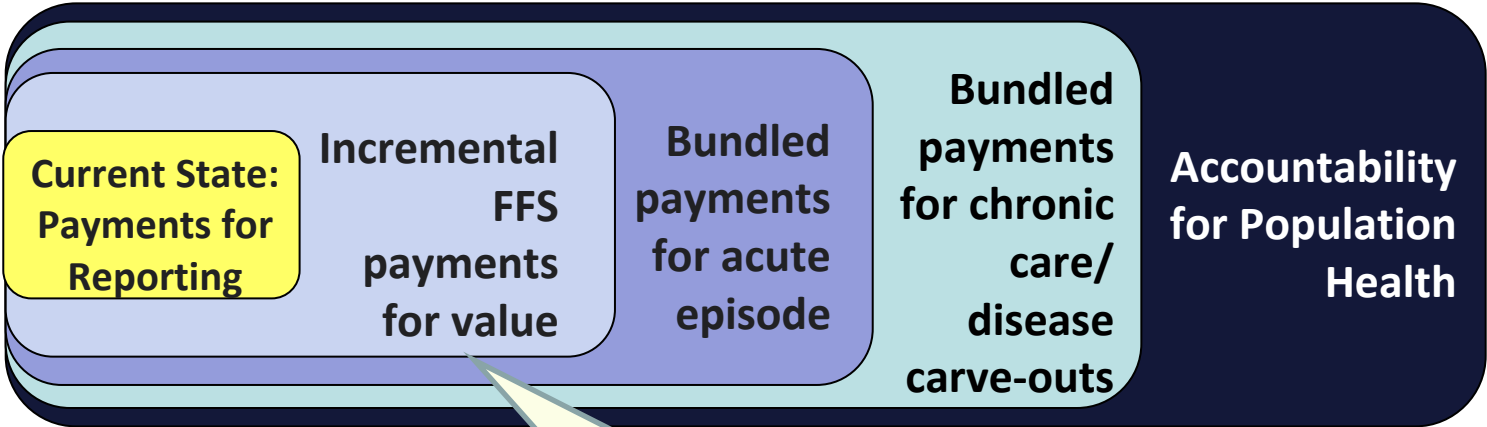 Current State:
Payments for
Reporting
Incremental
FFS
payments
for value
Bundled
payments
for acute
episode
Bundled
payments
for chronic
care/
disease
carve-outs
Accountability
for Population
Health